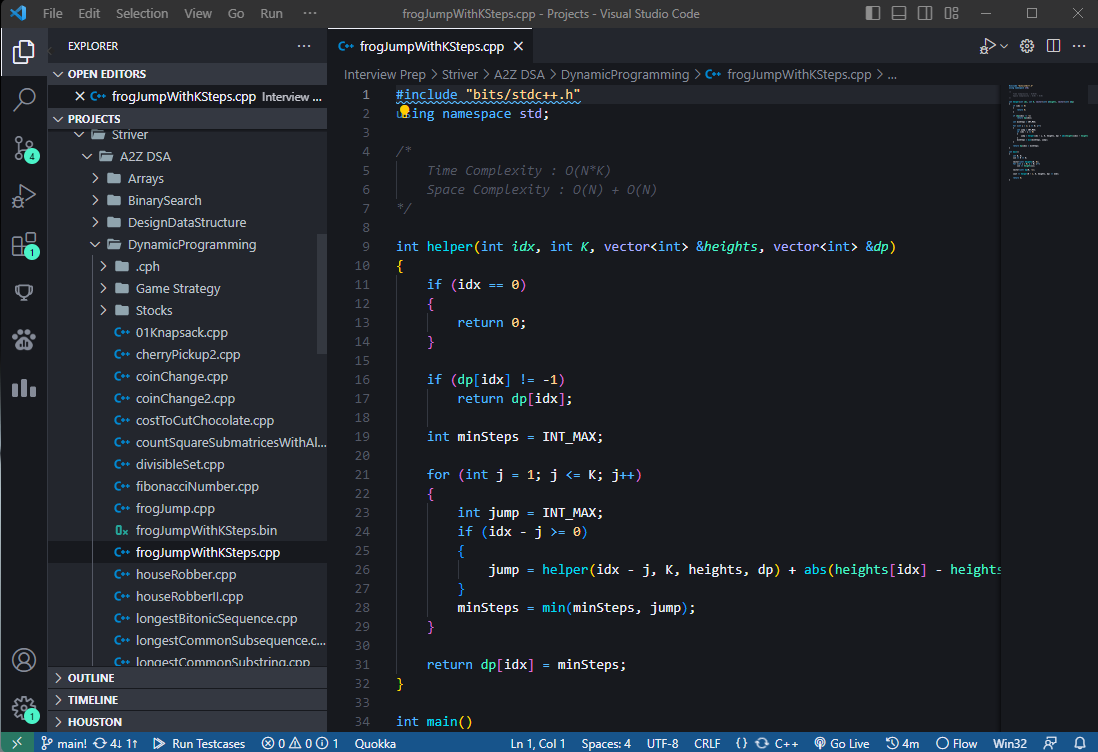 File Edit Selection View Go Run ··· frogJumpWithKSteps.cpp - Projects - Visual Studio Code
EXPLORER
OPEN EDITORS
frogJumpWithKSteps.cpp Interview ...
PROJECTS
Striver
A2Z DSA
Arrays
BinarySearch
DesignDataStructure
DynamicProgramming
.cph
Game Strategy
Stocks
01Knapsack.cpp
cherryPickup2.cpp
coinChange.cpp
coinChange2.cpp
costToCutChocolate.cpp
countSquareSubmatricesWithAl...
divisibleSet.cpp
fibonacciNumber.cpp
frogJump.cpp
frogJumpWithKSteps.bin
frogJumpWithKSteps.cpp
houseRobber.cpp
houseRobberII.cpp
longestBitonicSequence.cpp
longestCommonSubsequence.c...
longestCommonSubstring.cpp
OUTLINE
TIMELINE
HOUSTON
4
1
1
frogJumpWithKSteps.cpp
Interview Prep > Striver > A2Z DSA > DynamicProgramming > frogJumpWithKSteps.cpp > ...
1 #include "bits/stdc++.h"
2 using namespace std;
3
4 /*
5 Time Complexity : O(N*K)
6 Space Complexity : O(N) + O(N)
7 */
8
9 int helper(int idx, int K, vector<int> &heights, vector<int> &dp)
10 {
11 if (idx == 0)
12 {
13 return 0;
14 }
15
16 if (dp[idx] != -1)
17 return dp[idx];
18
19 int minSteps = INT_MAX;
20
21 for (int j = 1; j <= K; j++)
22 {
23 int jump = INT_MAX;
24 if (idx - j >= 0)
25 {
26 jump = helper(idx - j, K, heights, dp) + abs(heights[idx] - heights
27 }
28 minSteps = min(minSteps, jump);
29 }
30
31 return dp[idx] = minSteps;
32 }
33
34 int main()
main! 4↓ 1↑ Run Testcases 0 0 1 Quokka Ln 1, Col 1 Spaces: 4 UTF-8 CRLF {} C++ Go Live 4m Flow Win32